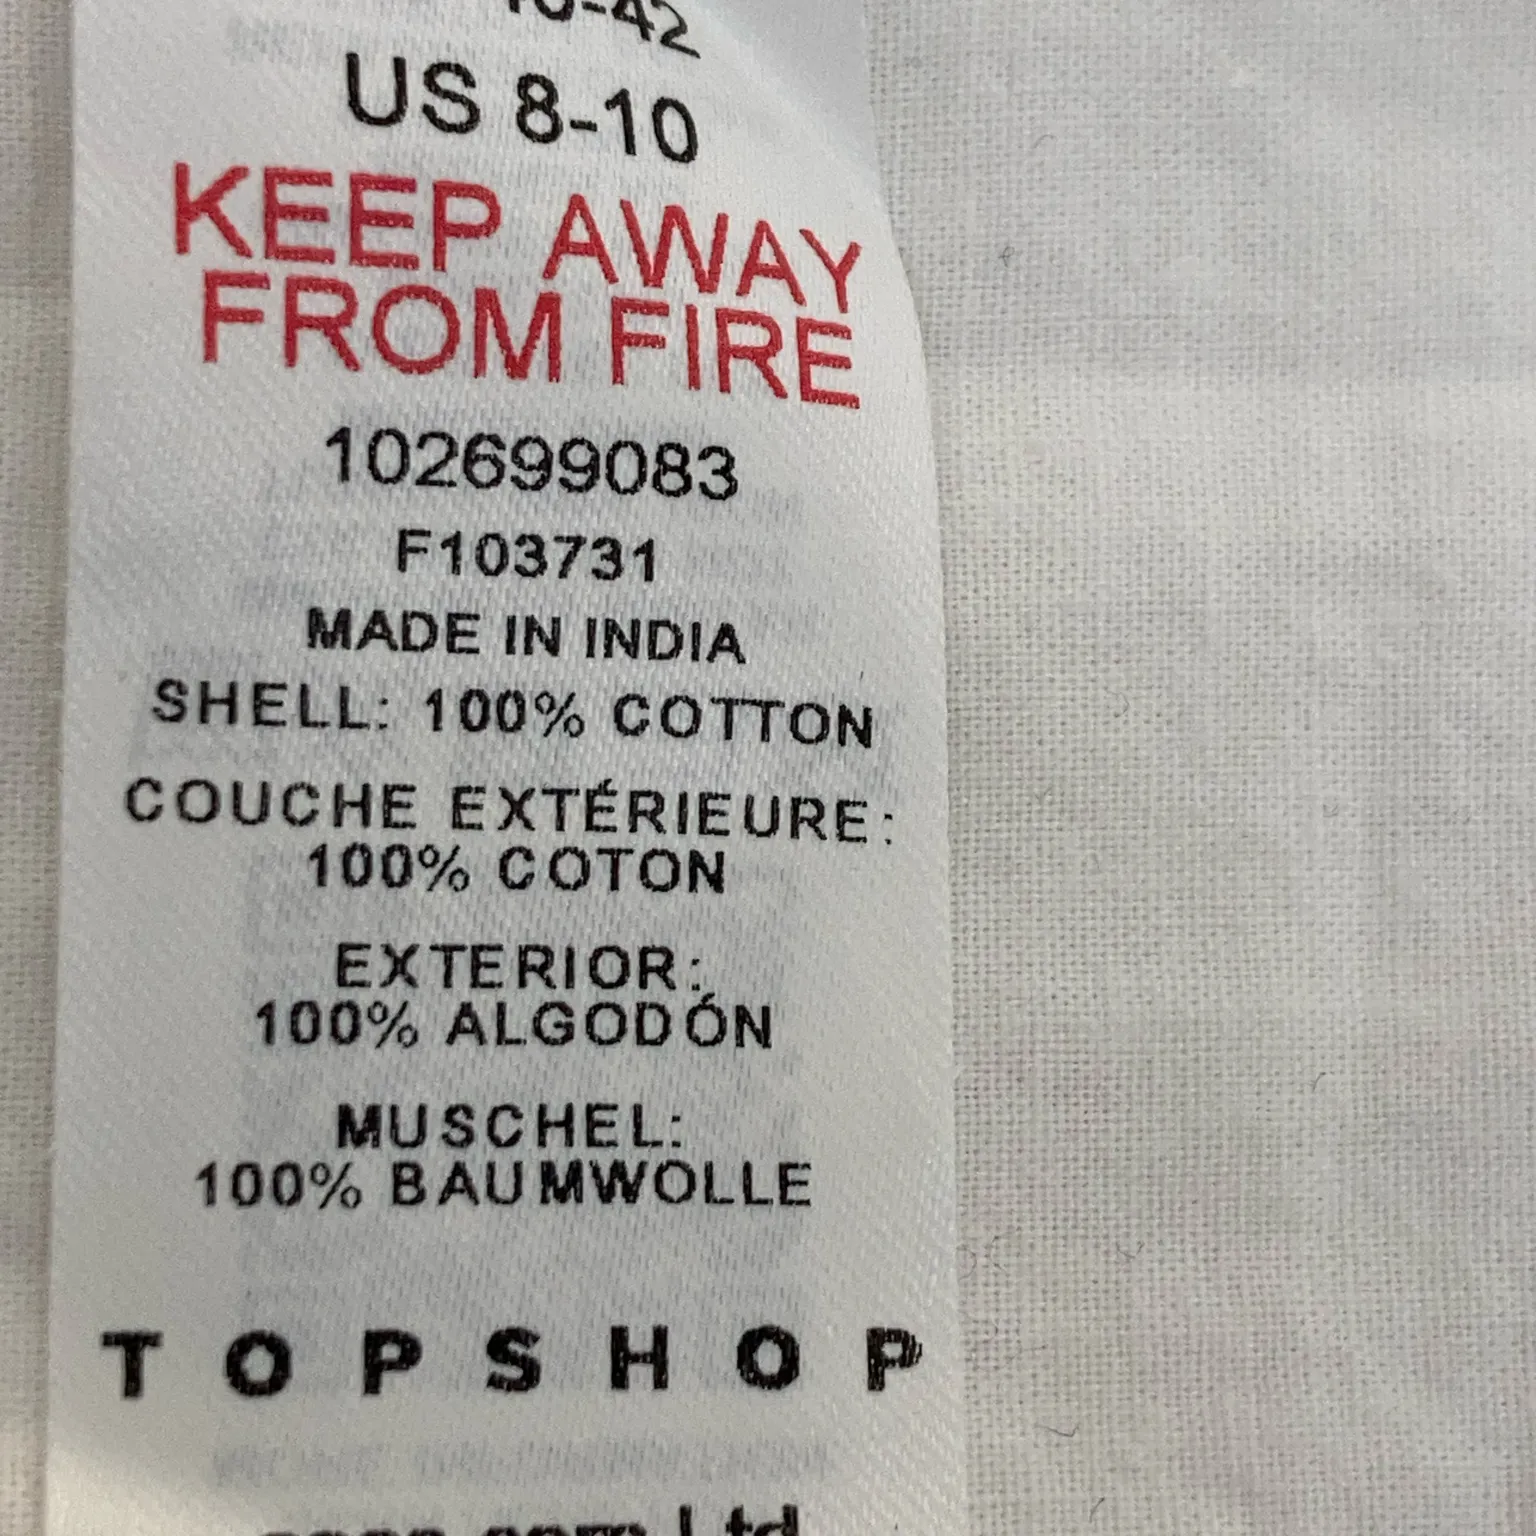 US 8-10
KEEP AWAY
FROM FIRE
102699083
F103731
MADE IN INDIA
SHELL: 100% COTTON
COUCHE EXTÉRIEURE:
100% COTON
EXTERIOR:
100% ALGODÓN
MUSCHEL:
100% BAUMWOLLE
TOPSHOP
Ltd